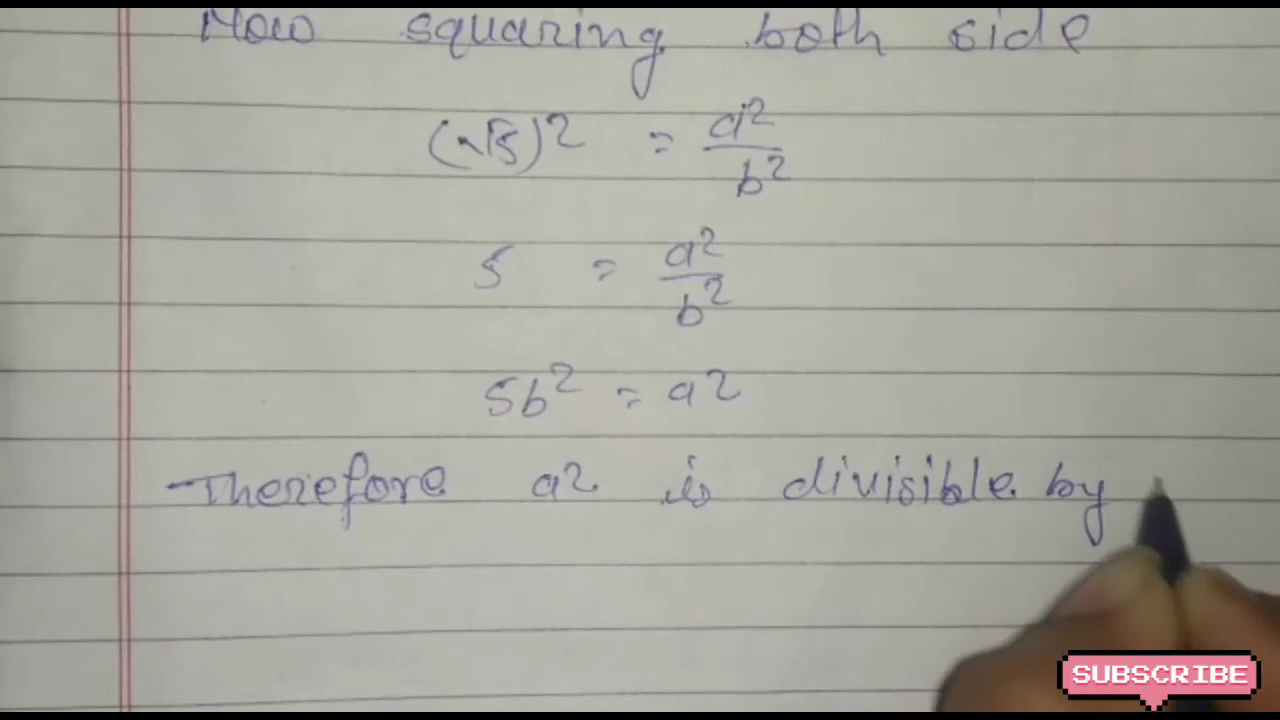 Now squaring both side
(√5)² = a²/b²
5 = a²/b²
5b² = a²
Therefore a2 is divisible by
SUBSCRIBE